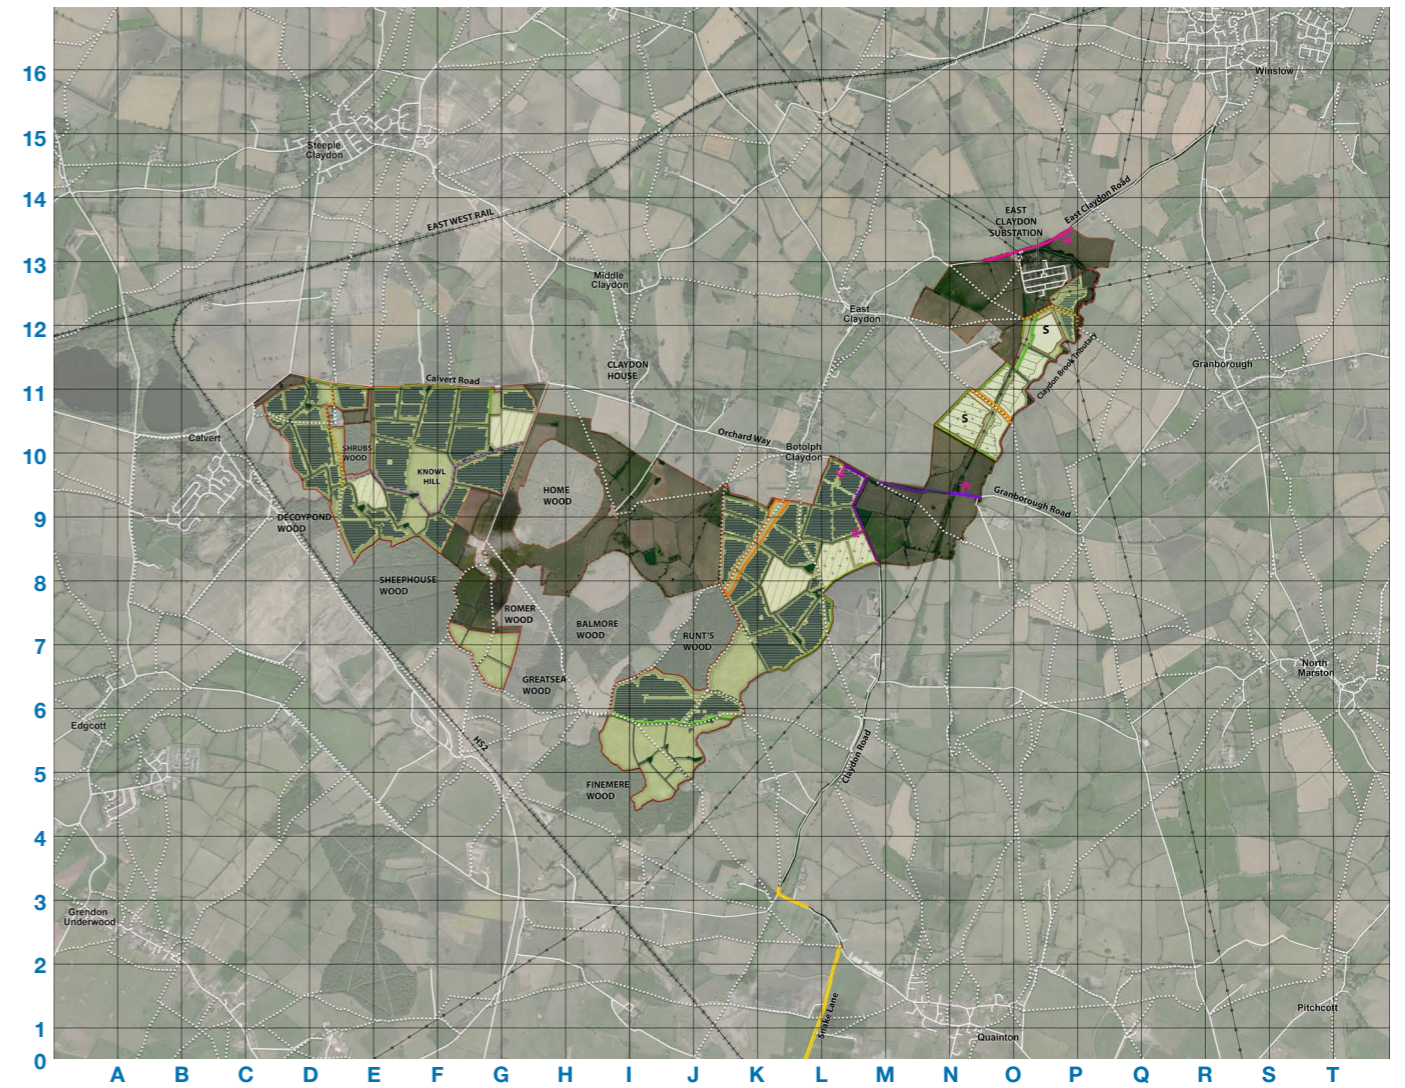 16
Winslow
15
Steeple
Claydon
14
East Claydon Road
EAST
CLAYDON
SUBSTATION
EAST WEST RAIL
13
Middle
Claydon
East
Claydon
12
S
Claydon Brook Tributary
Granborough
CLAYDON
HOUSE
11
Calvert Road
S
Calvert
Orchard Way
Botolph
Claydon
10
SHRUBS
WOOD
KNOWL
HILL
HOME
WOOD
Granborough Road
9
DECOYPOND
WOOD
8
SHEEPHOUSE
WOOD
ROMER
WOOD
BALMORE
WOOD
RUNT'S
WOOD
7
GREATSEA
WOOD
North
Marston
6
Edgcott
HS2
Claydon Road
5
FINEMERE
WOOD
4
3
Grendon
Underwood
2
Lee Road
Snake Lane
Pitchcott
1
Quainton
0
A B C D E F G H I J K L M N O P Q R S T